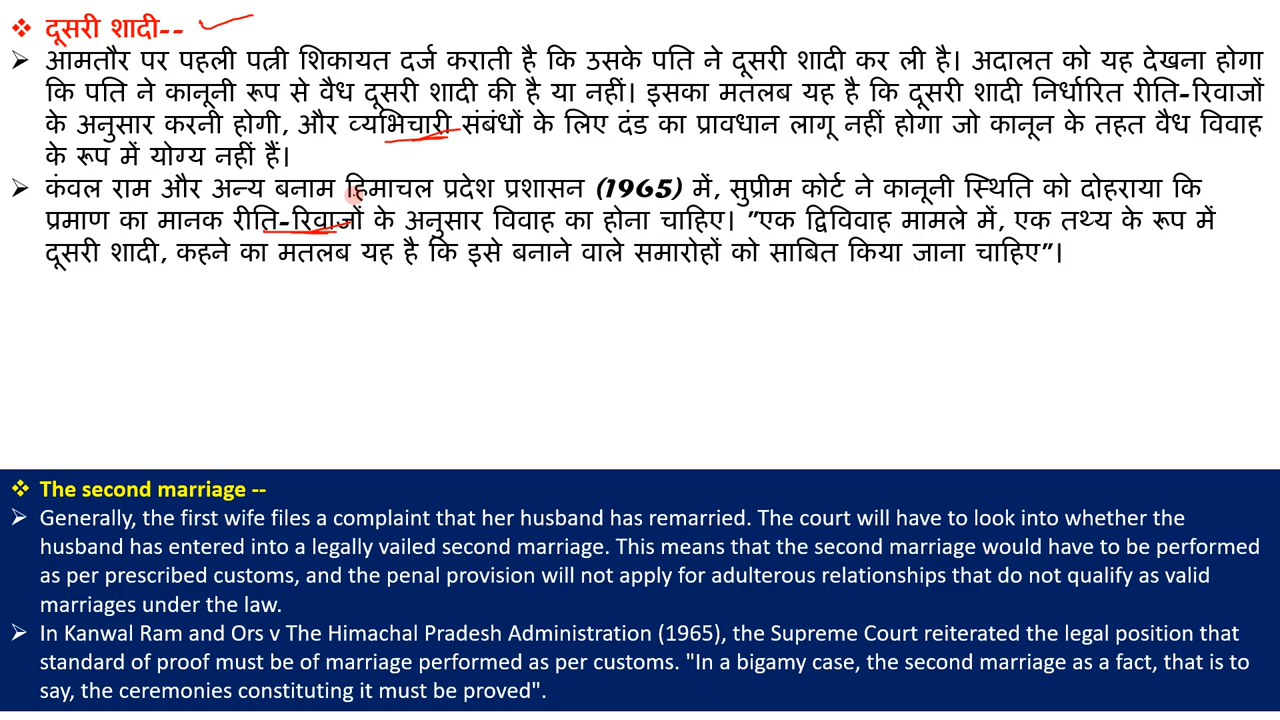 ❖ दूसरी शादी--
➢ आमतौर पर पहली पत्नी शिकायत दर्ज कराती है कि उसके पति ने दूसरी शादी कर ली है। अदालत को यह देखना होगा
कि पति ने कानूनी रूप से वैध दूसरी शादी की है या नहीं। इसका मतलब यह है कि दूसरी शादी निर्धारित रीति-रिवाजों
के अनुसार करनी होगी, और व्यभिचारी संबंधों के लिए दंड का प्रावधान लागू नहीं होगा जो कानून के तहत वैध विवाह
के रूप में योग्य नहीं हैं।
➢ कंवल राम और अन्य बनाम हिमाचल प्रदेश प्रशासन (1965) में, सुप्रीम कोर्ट ने कानूनी स्थिति को दोहराया कि
प्रमाण का मानक रीति-रिवाजों के अनुसार विवाह का होना चाहिए। "एक द्विविवाह मामले में, एक तथ्य के रूप में
दूसरी शादी, कहने का मतलब यह है कि इसे बनाने वाले समारोहों को साबित किया जाना चाहिए"।
❖ The second marriage --
➢ Generally, the first wife files a complaint that her husband has remarried. The court will have to look into whether the
husband has entered into a legally vailed second marriage. This means that the second marriage would have to be performed
as per prescribed customs, and the penal provision will not apply for adulterous relationships that do not qualify as valid
marriages under the law.
➢ In Kanwal Ram and Ors v The Himachal Pradesh Administration (1965), the Supreme Court reiterated the legal position that
standard of proof must be of marriage performed as per customs. "In a bigamy case, the second marriage as a fact, that is to
say, the ceremonies constituting it must be proved".